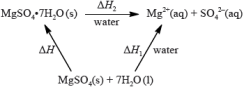 MgSO₄•7H₂O(s) ΔH₂ Mg²⁺(aq) + SO₄²⁻(aq)
water
ΔH ΔH₁ water
MgSO₄(s) + 7H₂O(l)